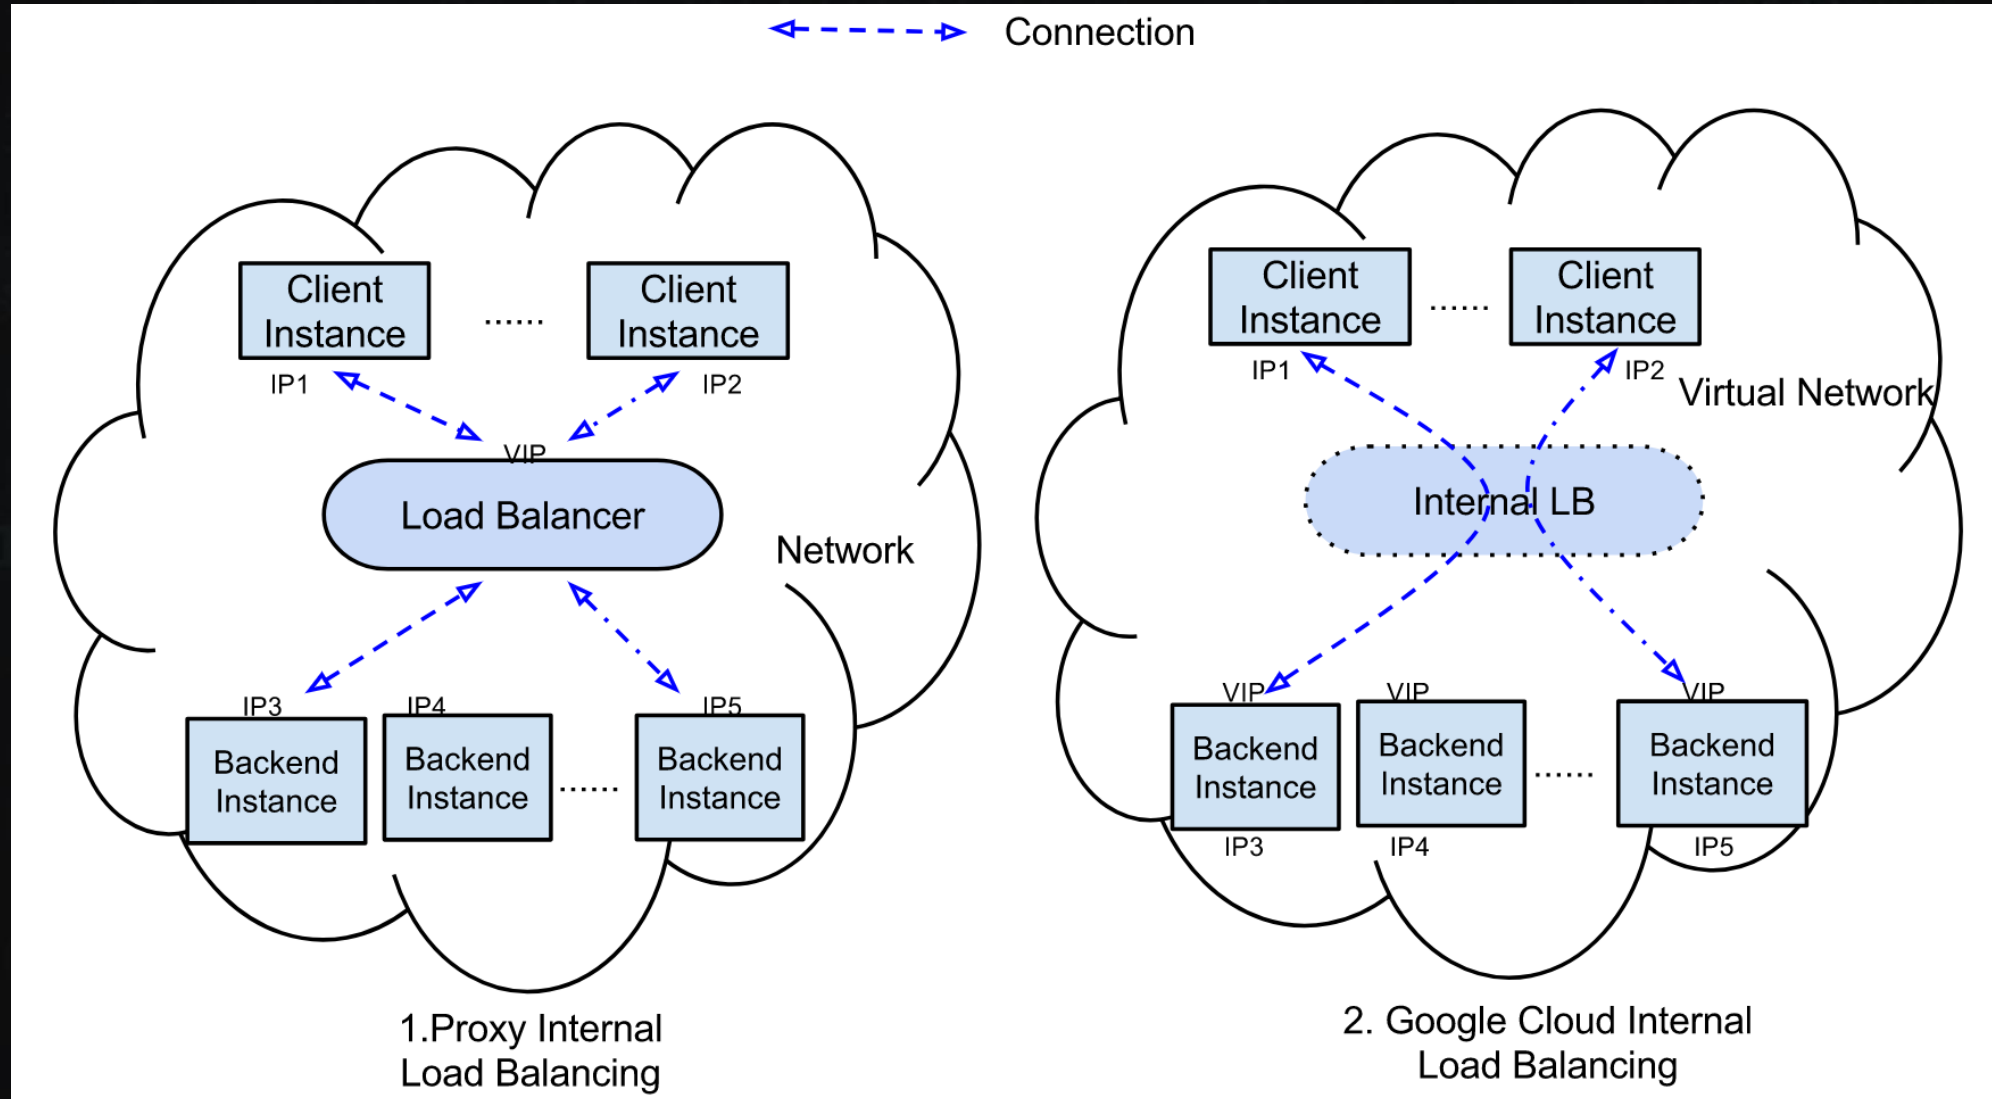 Connection
Client
Instance
......
Client
Instance
IP1
IP2
VIP
Load Balancer
Network
IP3
IP4
IP5
Backend
Instance
Backend
Instance
......
Backend
Instance
1.Proxy Internal
Load Balancing
Client
Instance
......
Client
Instance
IP1
IP2
Virtual Network
Internal LB
VIP
VIP
VIP
Backend
Instance
Backend
Instance
......
Backend
Instance
IP3
IP4
IP5
2. Google Cloud Internal
Load Balancing